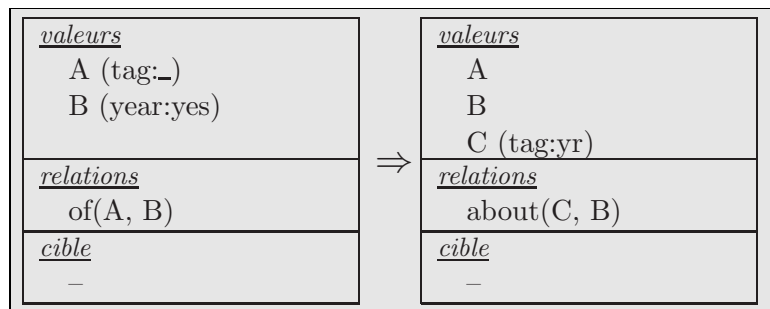 valeurs
A (tag:_)
B (year:yes)
relations
of(A, B)
cible
–
⇒
valeurs
A
B
C (tag:yr)
relations
about(C, B)
cible
–